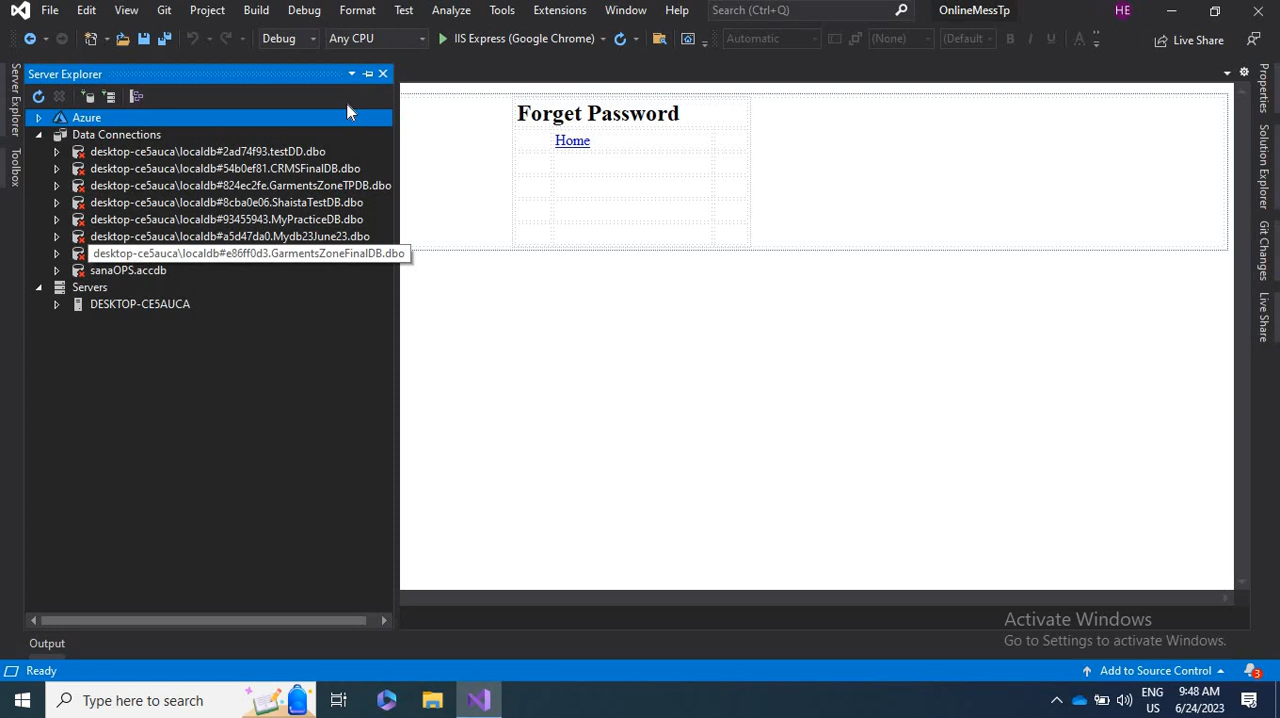 File Edit View Git Project Build Debug Format Test Analyze Tools Extensions Window Help Search (Ctrl+Q) OnlineMessTp HE
Debug Any CPU IIS Express (Google Chrome) Automatic (None) (Default B I U A Live Share
Server Explorer
Azure
Data Connections
desktop-ce5auca\localdb#2ad74f93.testDD.dbo
desktop-ce5auca\localdb#54b0ef81.CRMSFinalDB.dbo
desktop-ce5auca\localdb#824ec2fe.GarmentsZoneTPDB.dbo
desktop-ce5auca\localdb#8cba0e06.ShaistaTestDB.dbo
desktop-ce5auca\localdb#93455943.MyPracticeDB.dbo
desktop-ce5auca\localdb#a5d47da0.Mydb23June23.dbo
desktop-ce5auca\localdb#e86ff0d3.GarmentsZoneFinalDB.dbo
sanaOPS.accdb
Servers
DESKTOP-CE5AUCA
Server Explorer
Toolbox
Forget Password
Home
Properties
Solution Explorer
Git Changes
Live Share
Activate Windows
Go to Settings to activate Windows.
Output
Ready Add to Source Control 3
Type here to search
ENG
US
9:48 AM
6/24/2023